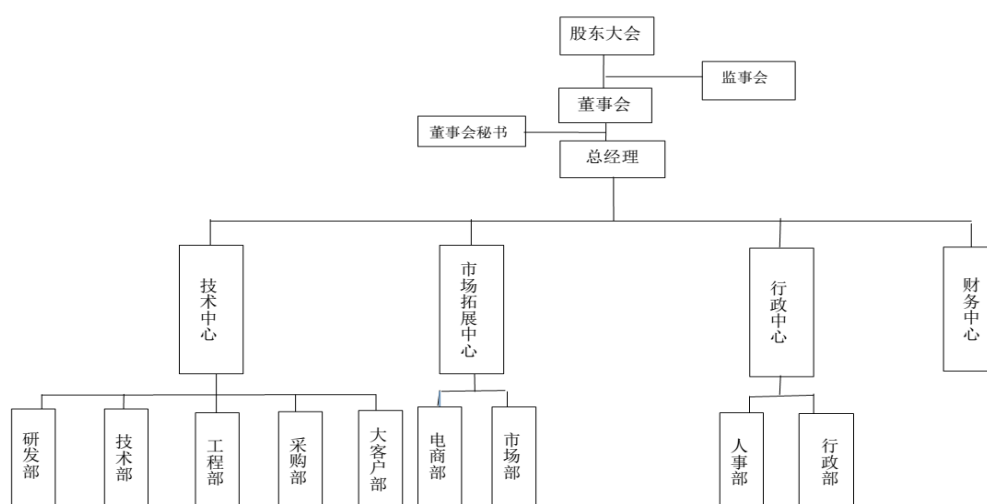 股东大会
监事会
董事会
董事会秘书
总经理
技术中心
市场拓展中心
行政中心
财务中心
研发部
技术部
工程部
采购部
大客户部
电商部
市场部
人事部
行政部